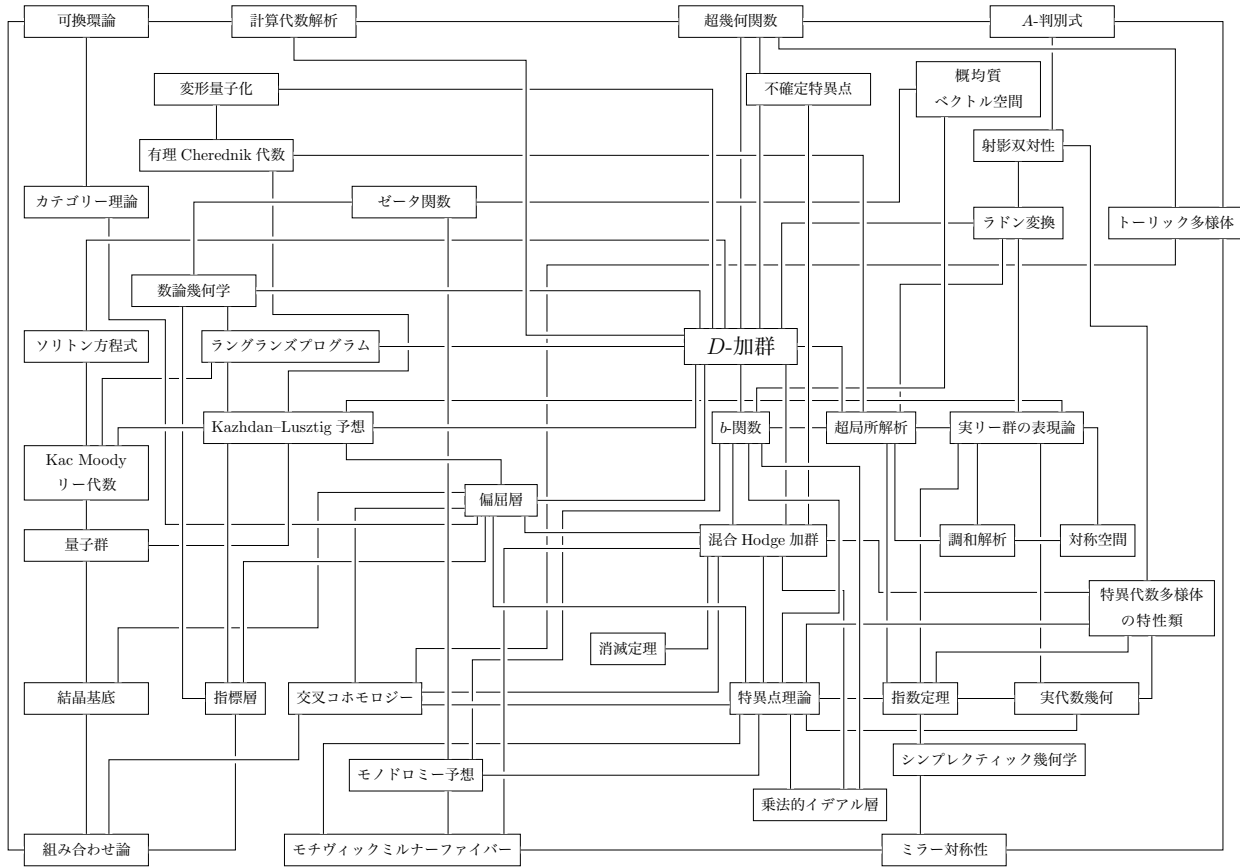 可換環論
計算代数解析
超幾何関数
A-判別式
変形量子化
不確定特異点
概均質
ベクトル空間
有理 Cherednik 代数
射影双対性
カテゴリー理論
ゼータ関数
ラドン変換
トーリック多様体
数論幾何学
ソリトン方程式
ラングランズプログラム
D-加群
Kazhdan–Lusztig 予想
b-関数
超局所解析
実リー群の表現論
Kac Moody
リー代数
偏屈層
量子群
混合 Hodge 加群
調和解析
対称空間
特異代数多様体
の特性類
消滅定理
結晶基底
指標層
交叉コホモロジー
特異点理論
指数定理
実代数幾何
シンプレクティック幾何学
モノドロミー予想
乗法的イデアル層
組み合わせ論
モチヴィックミルナーファイバー
ミラー対称性